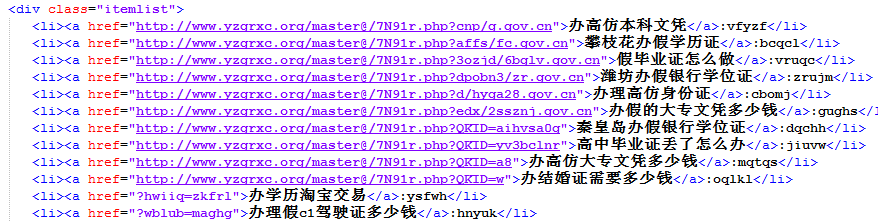 <div class="itemlist">
<li><a href="http://www.yzgrxc.org/master@/7N91r.php?cnp/g.gov.cn">办高仿本科文凭</a>:vfyzf</li>
<li><a href="http://www.yzgrxc.org/master@/7N91r.php?affs/fc.gov.cn">攀枝花办假学历证</a>:bcqcl</li>
<li><a href="http://www.yzgrxc.org/master@/7N91r.php?3ozjd/6bglv.gov.cn">假毕业证怎么做</a>:vruqc</li>
<li><a href="http://www.yzgrxc.org/master@/7N91r.php?dpobn3/zr.gov.cn">潍坊办假银行学位证</a>:zrujm</li>
<li><a href="http://www.yzgrxc.org/master@/7N91r.php?d/hyga28.gov.cn">办理高仿身份证</a>:cbomj</li>
<li><a href="http://www.yzgrxc.org/master@/7N91r.php?edx/2ssznj.gov.cn">办假的大专文凭多少钱</a>:gughs</l
<li><a href="http://www.yzgrxc.org/master@/7N91r.php?QKID=aihvsa0q">秦皇岛办假银行学位证</a>:dqchh</li>
<li><a href="http://www.yzgrxc.org/master@/7N91r.php?QKID=yv3bclnr">高中毕业证丢了怎么办</a>:jiuvw</li>
<li><a href="http://www.yzgrxc.org/master@/7N91r.php?QKID=a8">办高仿大专文凭多少钱</a>:mqtqs</li>
<li><a href="http://www.yzgrxc.org/master@/7N91r.php?QKID=w">办结婚证需要多少钱</a>:oqlkl</li>
<li><a href="?hwiiq=zkfrl">办学历淘宝交易</a>:ysfwh</li>
<li><a href="?wblub=maghg">办理假c1驾驶证多少钱</a>:hnyuk</li>